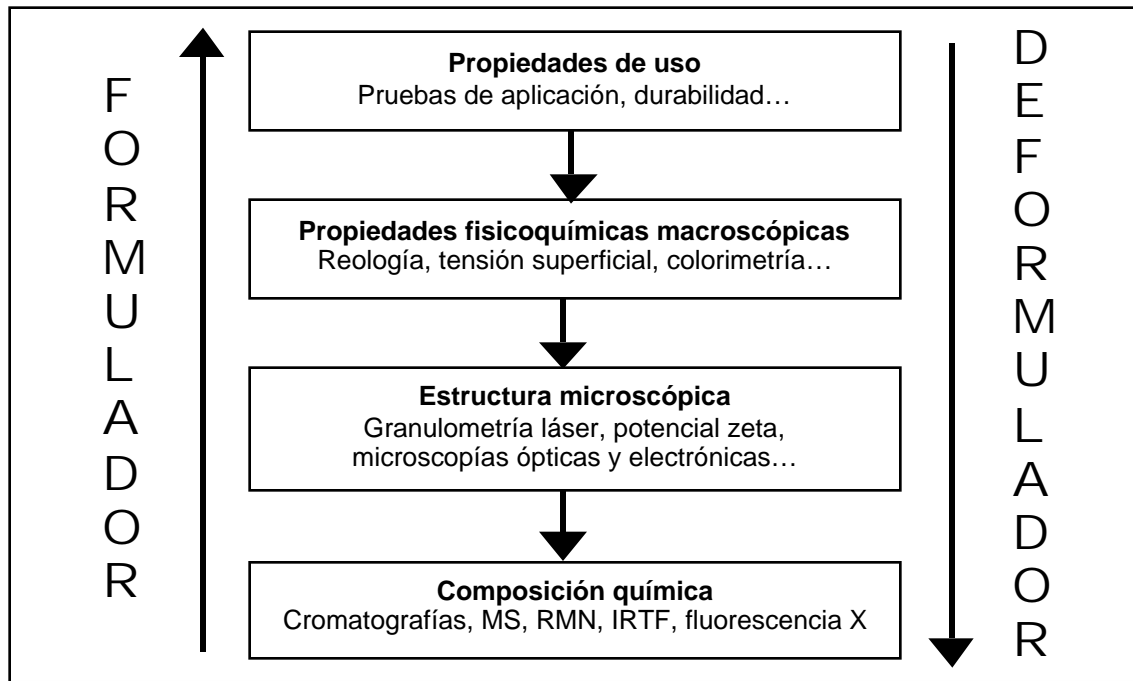 FORMULADOR
Propiedades de uso
Pruebas de aplicación, durabilidad…
Propiedades fisicoquímicas macroscópicas
Reología, tensión superficial, colorimetría…
Estructura microscópica
Granulometría láser, potencial zeta,
microscopías ópticas y electrónicas…
Composición química
Cromatografías, MS, RMN, IRTF, fluorescencia X
DEFORMULADOR